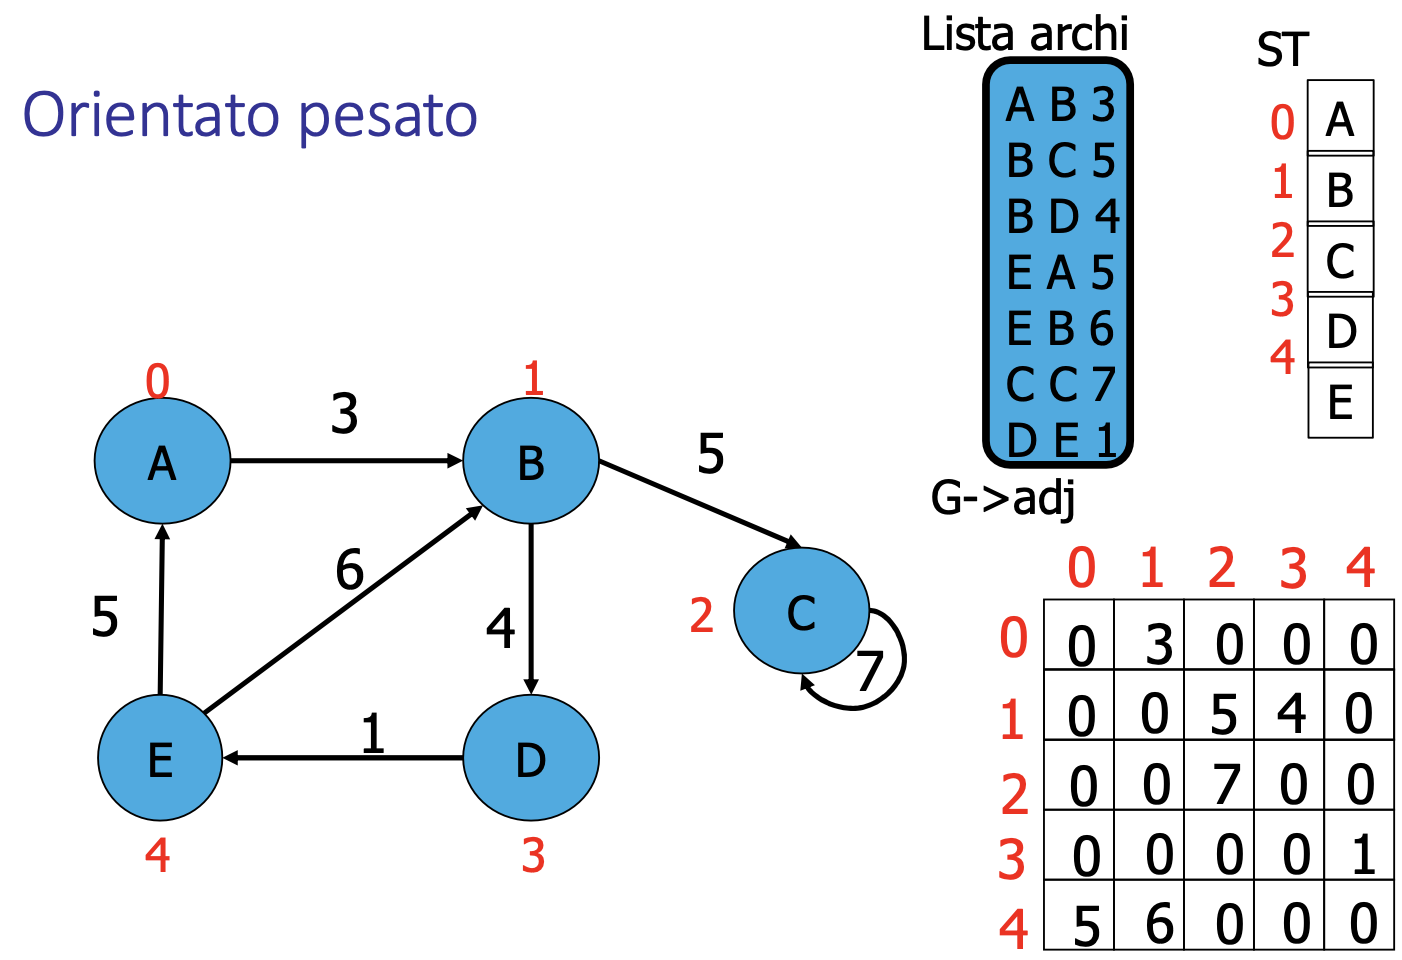 Orientato pesato
Lista archi
A B 3
B C 5
B D 4
E A 5
E B 6
C C 7
D E 1
ST
0 A
1 B
2 C
3 D
4 E
0
1
3
A
B
5
6
5
4
2
C
7
1
E
D
4
3
G->adj
0 1 2 3 4
0 0 3 0 0 0
1 0 0 5 4 0
2 0 0 7 0 0
3 0 0 0 0 1
4 5 6 0 0 0